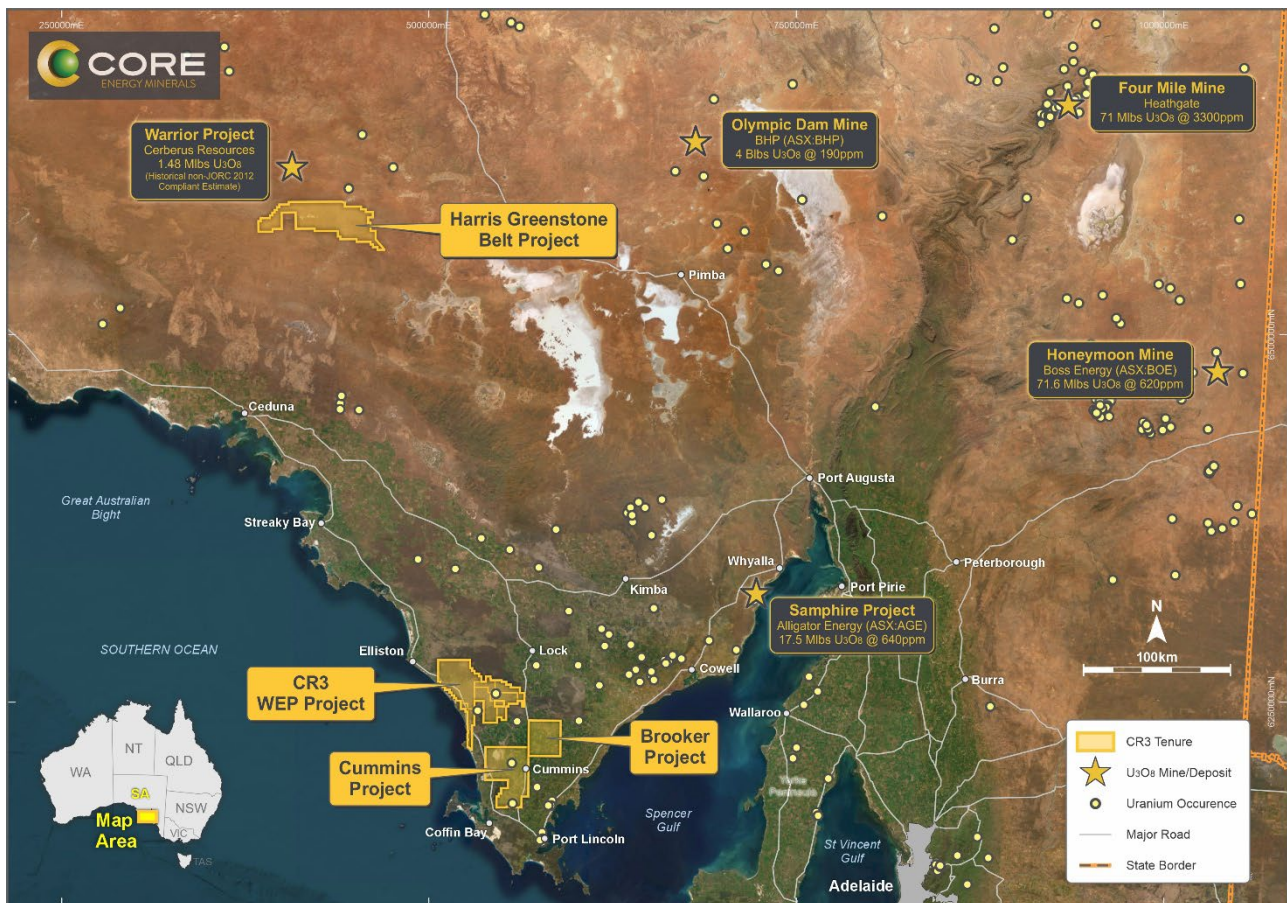 250000mE
500000mE
750000mE
1000000mE
CORE
ENERGY MINERALS
Warrior Project
Cerberus Resources
1.48 Mlbs U3O8
(Historical non-JORC 2012
Compliant Estimate)
Olympic Dam Mine
BHP (ASX:BHP)
4 Blbs U3O8 @ 190ppm
Four Mile Mine
Heathgate
71 Mlbs U3O8 @ 3300ppm
Harris Greenstone
Belt Project
Pimba
6500000mN
Honeymoon Mine
Boss Energy (ASX:BOE)
71.6 Mlbs U3O8 @ 620ppm
Ceduna
Port Augusta
Great Australian
Bight
Streaky Bay
Whyalla
Peterborough
Kimba
Port Pirie
Samphire Project
Alligator Energy (ASX:AGE)
17.5 Mlbs U3O8 @ 640ppm
N
100km
SOUTHERN OCEAN
Elliston
Lock
Cowell
Burra
CR3
WEP Project
Wallaroo
6250000mN
Brooker
Project
Cummins
Project
Cummins
Yorke
Peninsula
Coffin Bay
Port Lincoln
Spencer
Gulf
St Vincent
Gulf
Adelaide
WA
NT
QLD
SA
NSW
VIC
TAS
Map
Area
CR3 Tenure
U3O8 Mine/Deposit
Uranium Occurence
Major Road
State Border